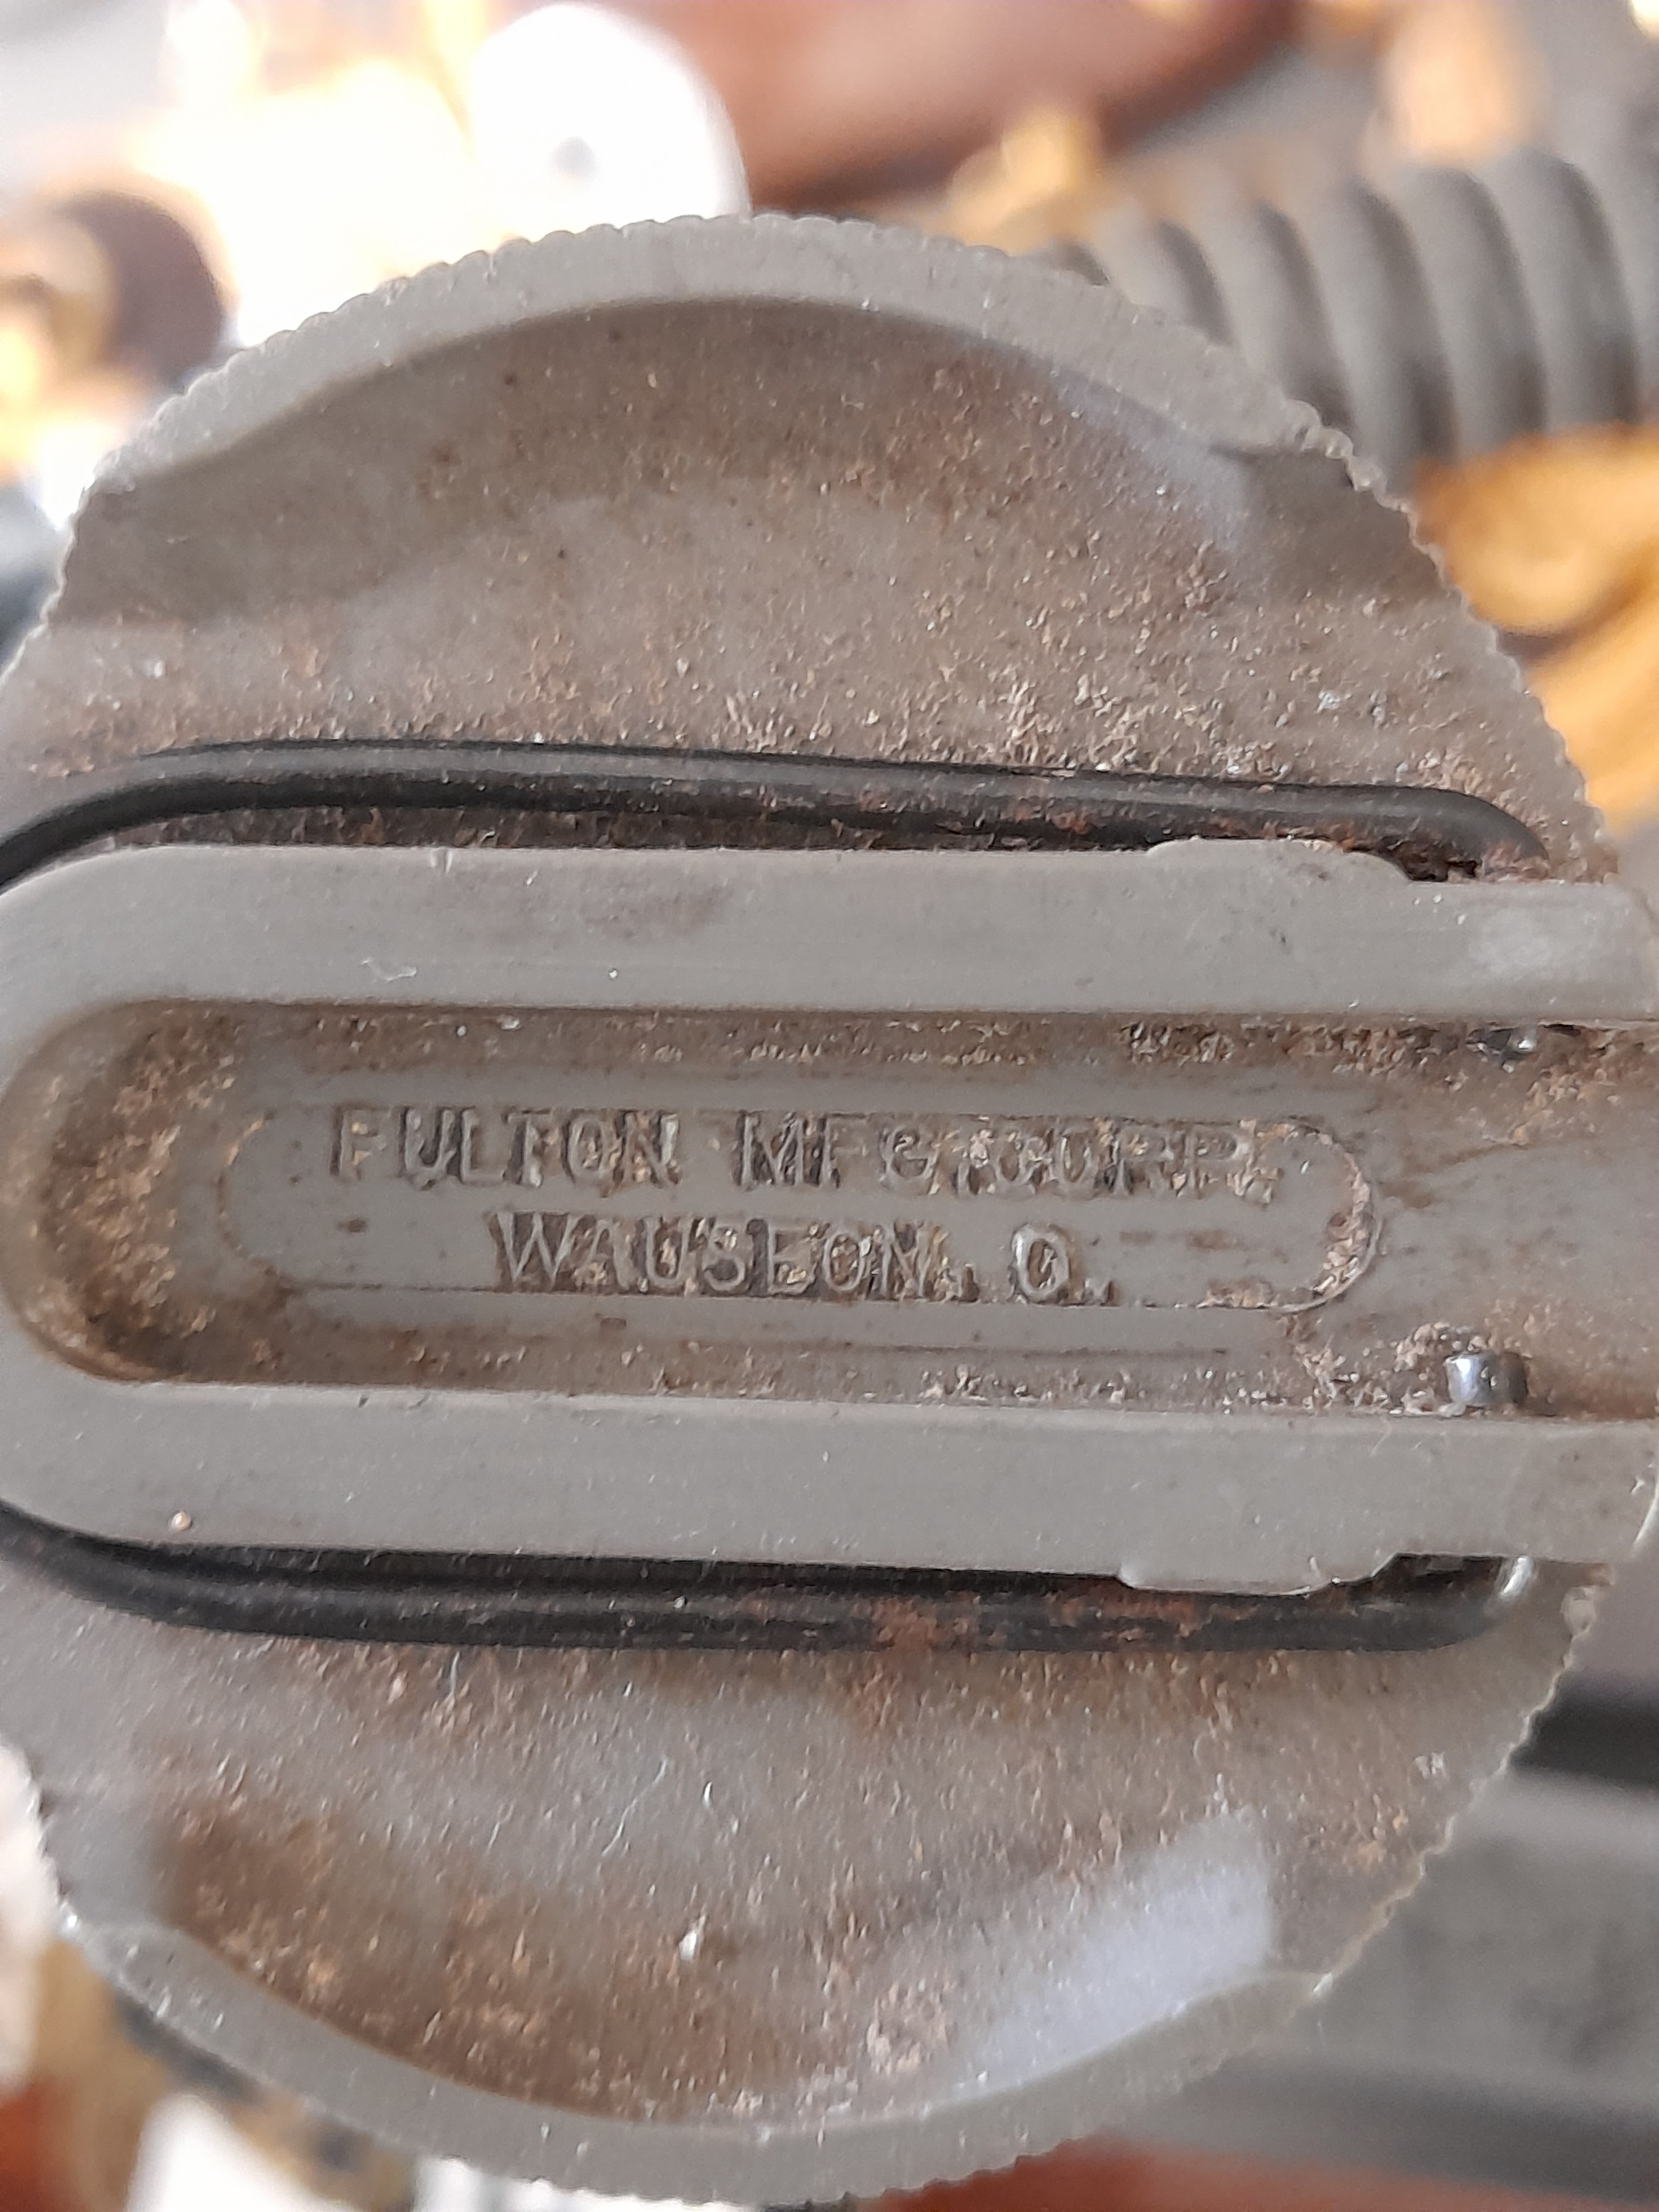 FULTON MFG. CORP.
WAUSEON. O.